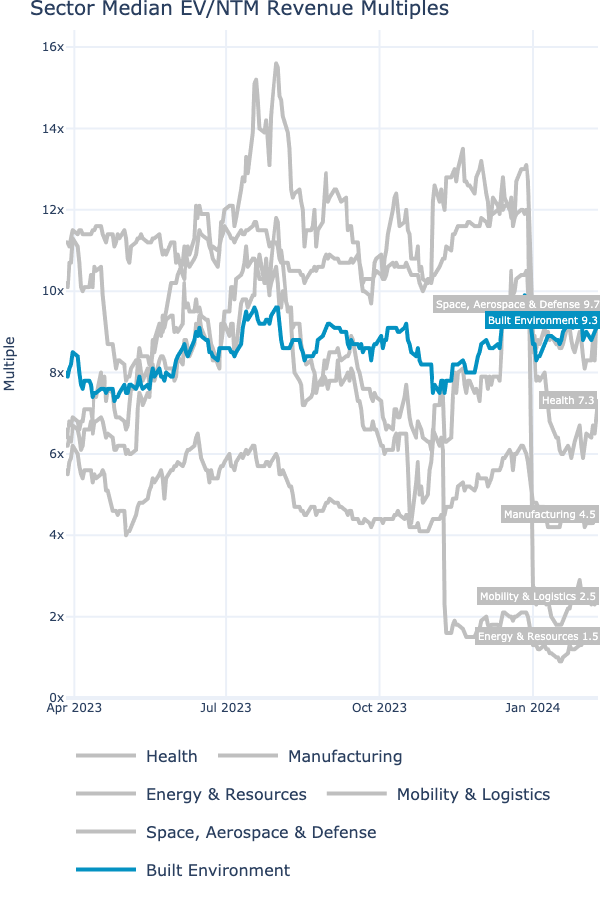 Sector Median EV/NTM Revenue Multiples
16x
14x
12x
10x
8x
6x
4x
2x
0x
Multiple
Space, Aerospace & Defense 9.7
Built Environment 9.3
Health 7.3
Manufacturing 4.5
Mobility & Logistics 2.5
Energy & Resources 1.5
Apr 2023 Jul 2023 Oct 2023 Jan 2024
Health Manufacturing
Energy & Resources Mobility & Logistics
Space, Aerospace & Defense
Built Environment